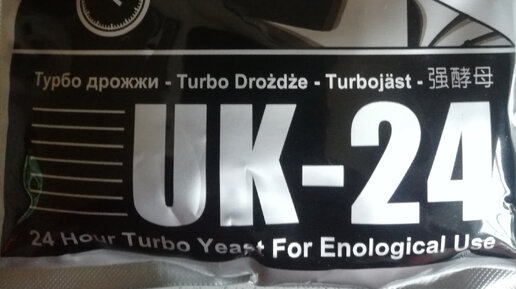 Турбо дрожжи - Turbo Drożdże - Turbojäst - 强酵母
UK-24
24 Hour Turbo Yeast For Enological Use